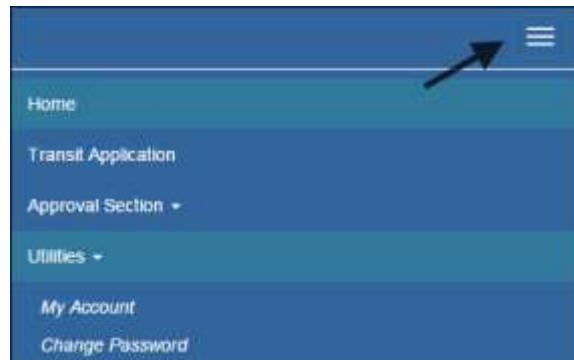 Home
Transit Application
Approval Section
Utilities
My Account
Change Password